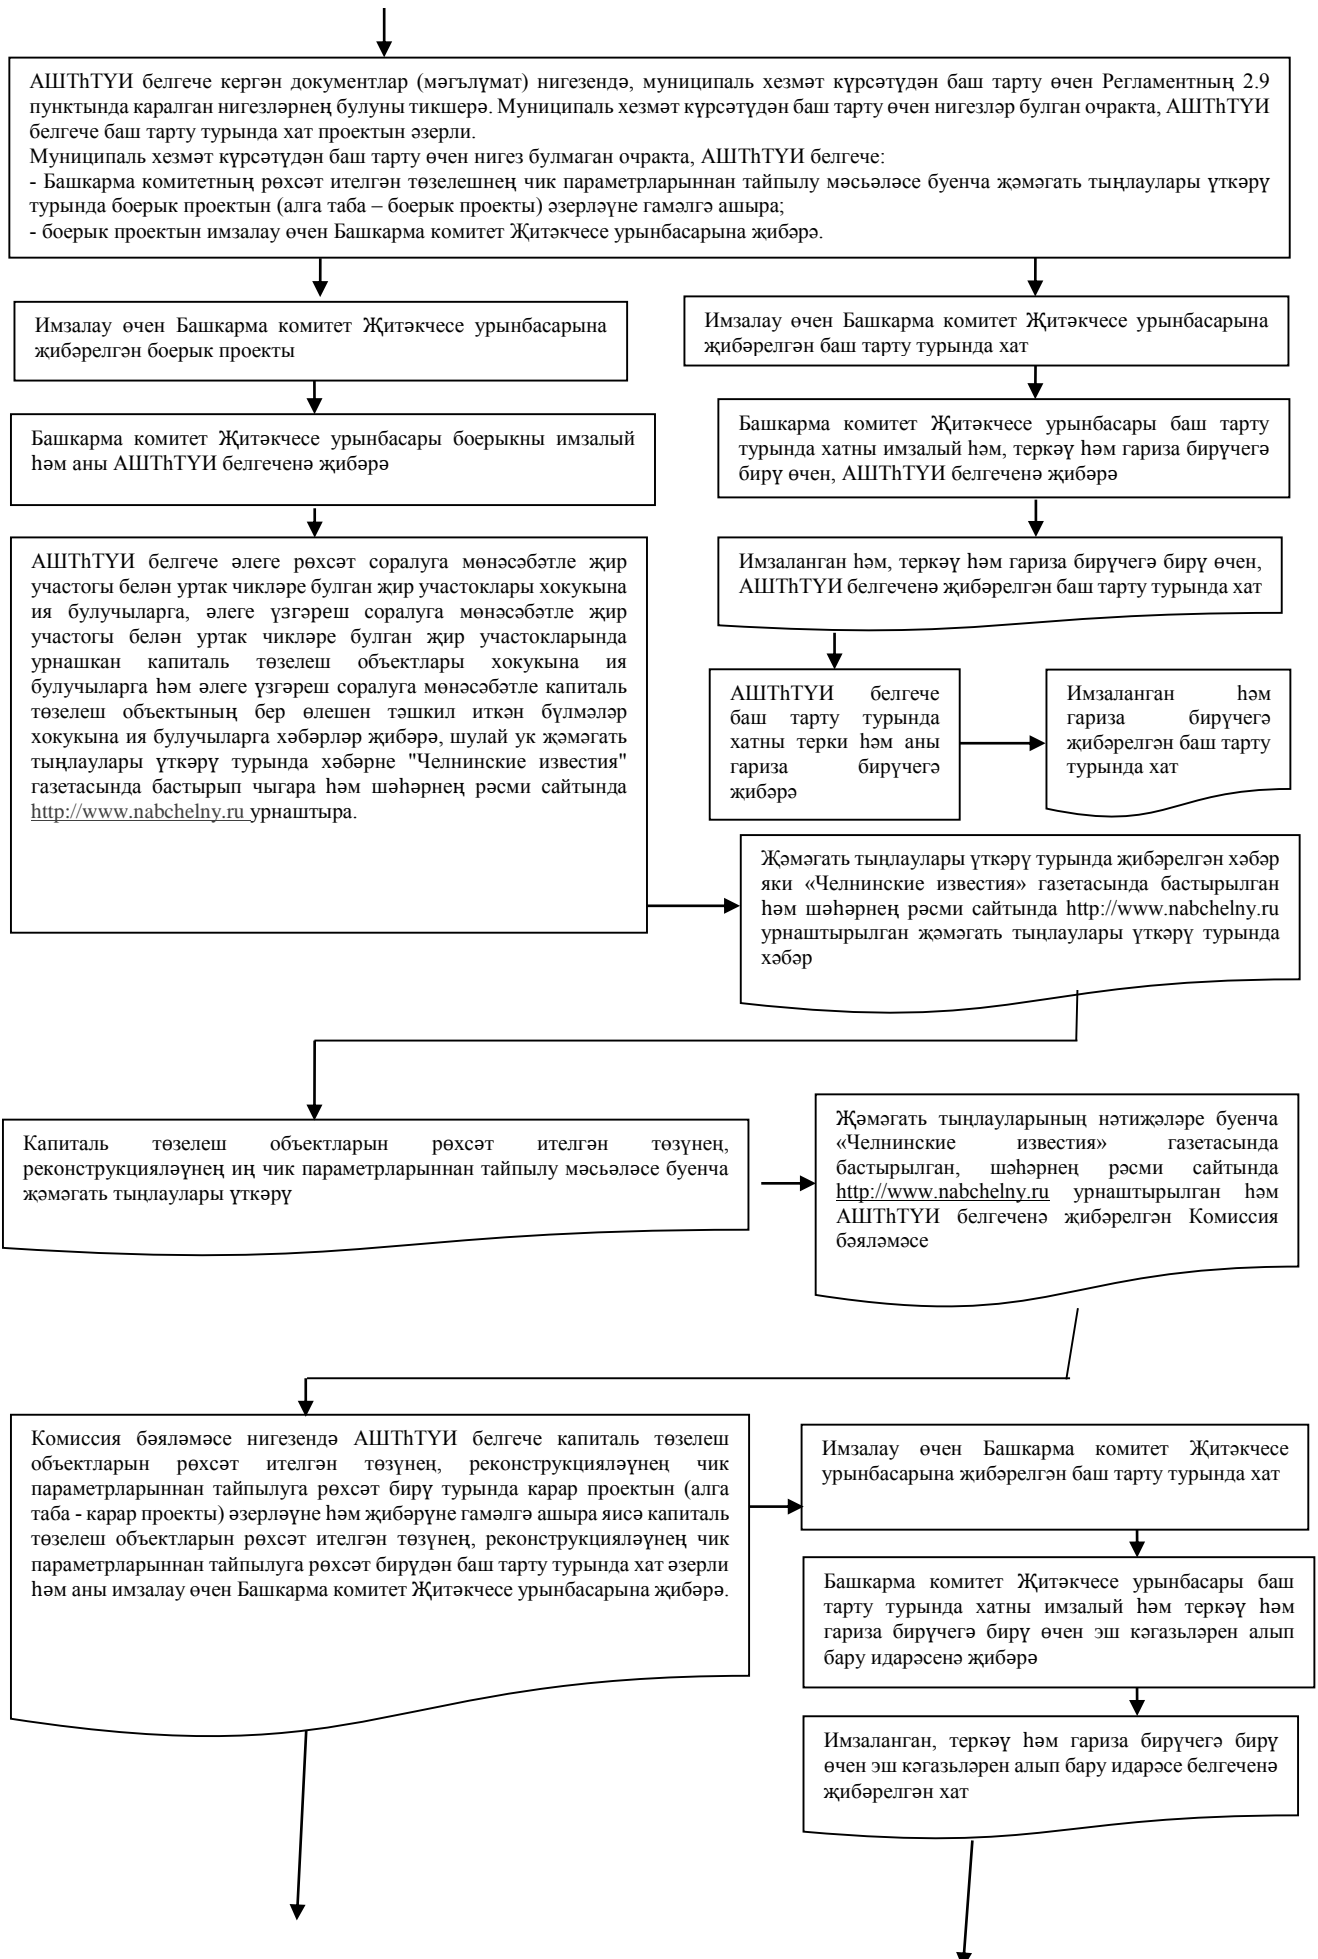 АШТһТҮИ белгече кергән документлар (мәгълүмат) нигезендә, муниципаль хезмәт күрсәтүдән баш тарту өчен Регламентның 2.9
пунктында каралган нигезләрнең булуны тикшерә. Муниципаль хезмәт күрсәтүдән баш тарту өчен нигезләр булган очракта, АШТһТҮИ
белгече баш тарту турында хат проектын әзерли.
Муниципаль хезмәт күрсәтүдән баш тарту өчен нигез булмаган очракта, АШТһТҮИ белгече:
- Башкарма комитетның рөхсәт ителгән төзелешнең чик параметрларыннан тайпылу мәсьәләсе буенча җәмәгать тыңлаулары үткәрү
турында боерык проектын (алга таба – боерык проекты) әзерләүне гамәлгә ашыра;
- боерык проектын имзалау өчен Башкарма комитет Җитәкчесе урынбасарына җибәрә.
Имзалау өчен Башкарма комитет Җитәкчесе урынбасарына
җибәрелгән боерык проекты
Имзалау өчен Башкарма комитет Җитәкчесе урынбасарына
җибәрелгән баш тарту турында хат
Башкарма комитет Җитәкчесе урынбасары боерыкны имзалый
һәм аны АШТһТҮИ белгеченә җибәрә
Башкарма комитет Җитәкчесе урынбасары баш тарту
турында хатны имзалый һәм, теркәү һәм гариза бирүчегә
бирү өчен, АШТһТҮИ белгеченә җибәрә
АШТһТҮИ белгече әлеге рөхсәт соралуга мөнәсәбәтле җир
участогы белән уртак чикләре булган җир участоклары хокукына
ия булучыларга, әлеге үзгәреш соралуга мөнәсәбәтле җир
участогы белән уртак чикләре булган җир участокларында
урнашкан капиталь төзелеш объектлары хокукына ия
булучыларга һәм әлеге үзгәреш соралуга мөнәсәбәтле капиталь
төзелеш объектының бер өлешен тәшкил иткән бүлмәләр
хокукына ия булучыларга хәбәрләр җибәрә, шулай ук җәмәгать
тыңлаулары үткәрү турында хәбәрне "Челнинские известия"
газетасында бастырып чыгара һәм шәһәрнең рәсми сайтында
http://www.nabchelny.ru урнаштыра.
Имзаланган һәм, теркәү һәм гариза бирүчегә бирү өчен,
АШТһТҮИ белгеченә җибәрелгән баш тарту турында хат
АШТһТҮИ белгече
баш тарту турында
хатны терки һәм аны
гариза бирүчегә
җибәрә
Имзаланган һәм
гариза бирүчегә
җибәрелгән баш тарту
турында хат
Җәмәгать тыңлаулары үткәрү турында җибәрелгән хәбәр
яки «Челнинские известия» газетасында бастырылган
һәм шәһәрнең рәсми сайтында http://www.nabchelny.ru
урнаштырылган җәмәгать тыңлаулары үткәрү турында
хәбәр
Капиталь төзелеш объектларын рөхсәт ителгән төзүнең,
реконструкцияләүнең иң чик параметрларыннан тайпылу мәсьәләсе буенча
җәмәгать тыңлаулары үткәрү
Җәмәгать тыңлауларының нәтиҗәләре буенча
«Челнинские известия» газетасында
бастырылган, шәһәрнең рәсми сайтында
http://www.nabchelny.ru урнаштырылган һәм
АШТһТҮИ белгеченә җибәрелгән Комиссия
бәяләмәсе
Комиссия бәяләмәсе нигезендә АШТһТҮИ белгече капиталь төзелеш
объектларын рөхсәт ителгән төзүнең, реконструкцияләүнең чик
параметрларыннан тайпылуга рөхсәт бирү турында карар проектын (алга
таба - карар проекты) әзерләүне һәм җибәрүне гамәлгә ашыра яисә капиталь
төзелеш объектларын рөхсәт ителгән төзүнең, реконструкцияләүнең чик
параметрларыннан тайпылуга рөхсәт бирүдән баш тарту турында хат әзерли
һәм аны имзалау өчен Башкарма комитет Җитәкчесе урынбасарына җибәрә.
Имзалау өчен Башкарма комитет Җитәкчесе
урынбасарына җибәрелгән баш тарту турында хат
Башкарма комитет Җитәкчесе урынбасары баш
тарту турында хатны имзалый һәм теркәү һәм
гариза бирүчегә бирү өчен эш кәгазьләрен алып
бару идарәсенә җибәрә
Имзаланган, теркәү һәм гариза бирүчегә бирү
өчен эш кәгазьләрен алып бару идарәсе белгеченә
җибәрелгән хат